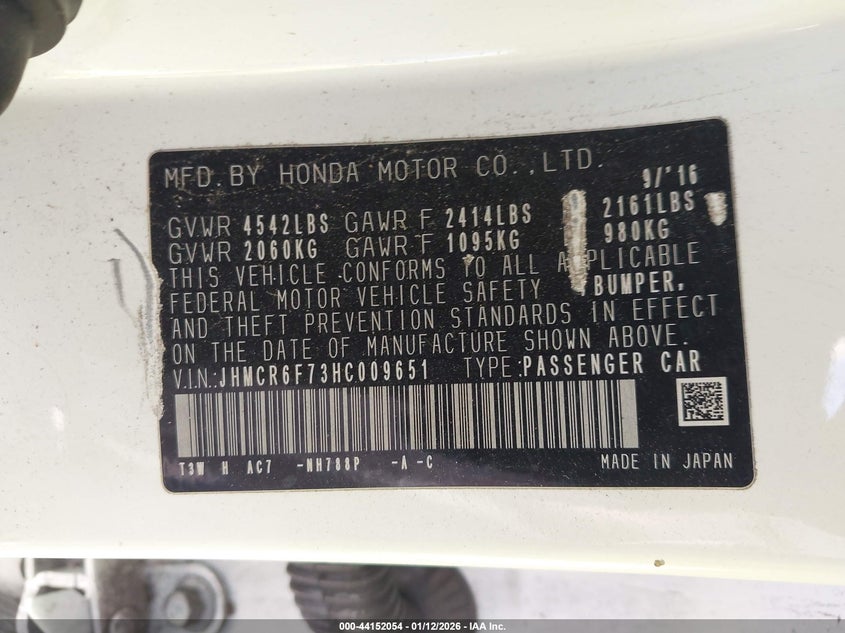 MFD. BY HONDA MOTOR CO., LTD. 9/'16
GVWR 4542LBS GAWR F 2414LBS 2161LBS
GVWR 2060KG GAWR F 1095KG 980KG
THIS VEHICLE CONFORMS TO ALL APPLICABLE
FEDERAL MOTOR VEHICLE SAFETY BUMPER,
AND THEFT PREVENTION STANDARDS IN EFFECT
ON THE DATE OF MANUFACTURE SHOWN ABOVE.
V.I.N.:JHMCR6F73HC009651 TYPE:PASSENGER CAR
T3W H AC7 -NH788P -A -C MADE IN JAPAN
000-44152054 - 01/12/2026 - IAA Inc.